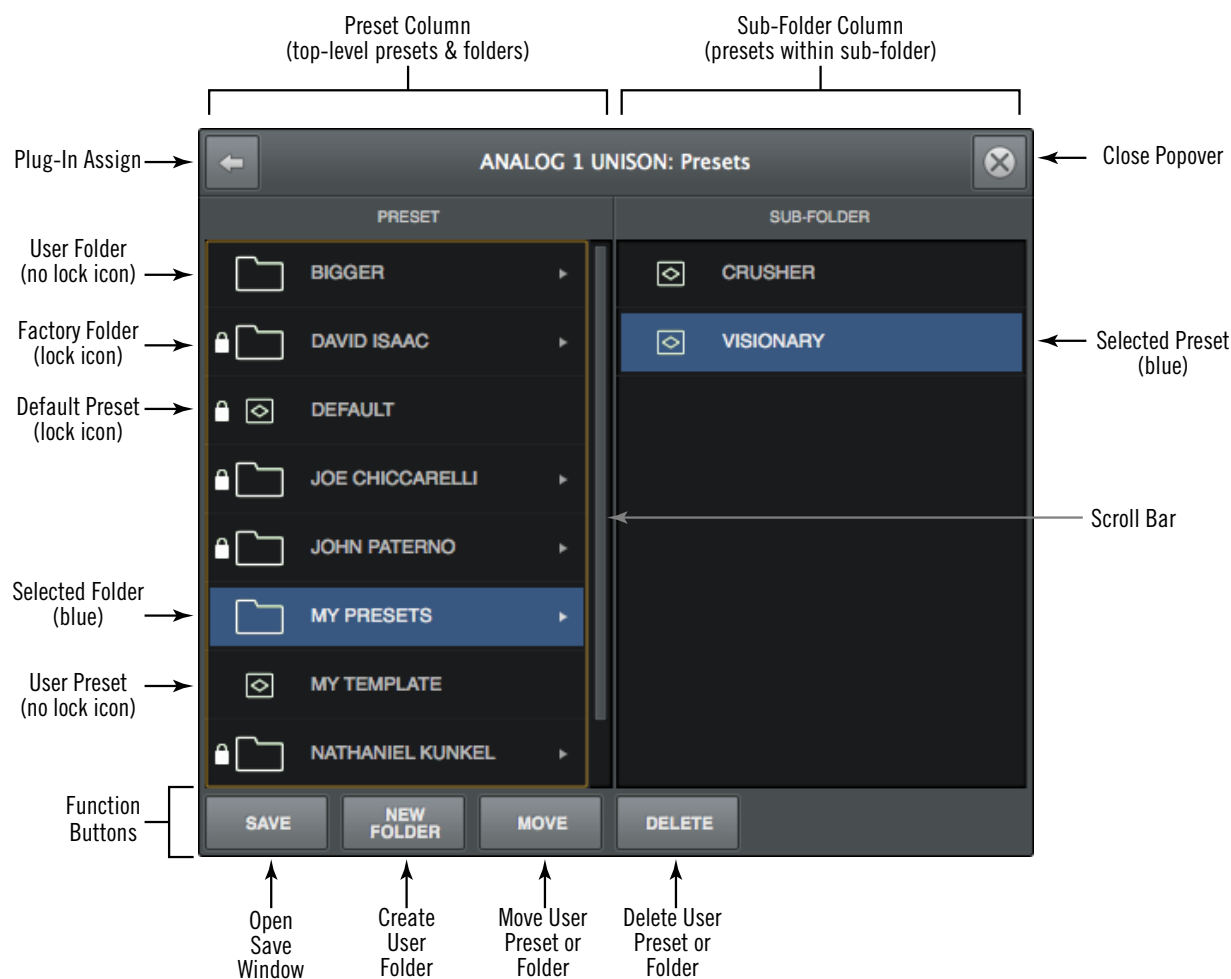 Preset Column
(top-level presets & folders)
Sub-Folder Column
(presets within sub-folder)
Plug-In Assign
ANALOG 1 UNISON: Presets
Close Popover
PRESET
SUB-FOLDER
User Folder
(no lock icon)
BIGGER
CRUSHER
Factory Folder
(lock icon)
DAVID ISAAC
VISIONARY
Selected Preset
(blue)
Default Preset
(lock icon)
DEFAULT
JOE CHICCARELLI
Scroll Bar
JOHN PATERNO
Selected Folder
(blue)
MY PRESETS
User Preset
(no lock icon)
MY TEMPLATE
NATHANIEL KUNKEL
Function
Buttons
SAVE
NEW
FOLDER
MOVE
DELETE
Open
Save
Window
Create
User
Folder
Move User
Preset or
Folder
Delete User
Preset or
Folder